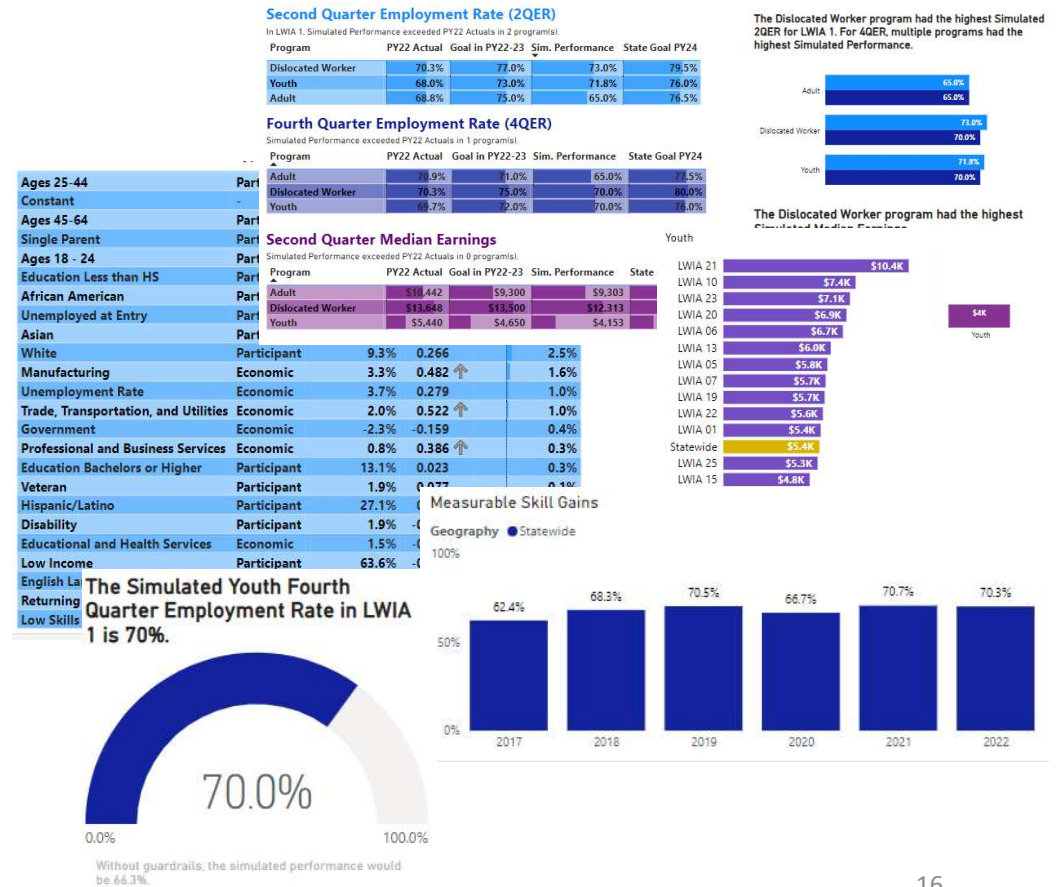 Second Quarter Employment Rate (2QER)
In LWIA 1, Simulated Performance exceeded PY22 Actuals in 2 program(s).
Program PY22 Actual Goal in PY22-23 Sim. Performance State Goal PY24
Dislocated Worker 70.3% 77.0% 73.0% 79.5%
Youth 68.0% 73.0% 71.8% 76.0%
Adult 68.8% 75.0% 65.0% 76.5%
Fourth Quarter Employment Rate (4QER)
Simulated Performance exceeded PY22 Actuals in 1 program(s).
Program PY22 Actual Goal in PY22-23 Sim. Performance State Goal PY24
Adult 70.9% 71.0% 65.0% 77.5%
Dislocated Worker 70.3% 75.0% 70.0% 80.0%
Youth 69.7% 72.0% 70.0% 76.0%
Second Quarter Median Earnings
Simulated Performance exceeded PY22 Actuals in 0 program(s).
Program PY22 Actual Goal in PY22-23 Sim. Performance State
Adult $10,442 $9,300 $9,303
Dislocated Worker $13,648 $13,500 $12,313
Youth $5,440 $4,650 $4,153
The Dislocated Worker program had the highest Simulated
2QER for LWIA 1. For 4QER, multiple programs had the
highest Simulated Performance.
Adult 65.0%
65.0%
Dislocated Worker 73.0%
70.0%
Youth 71.8%
70.0%
The Dislocated Worker program had the highest
Simulated Median Earnings
Youth
LWIA 21 $10.4K
LWIA 10 $7.4K
LWIA 23 $7.1K
LWIA 20 $6.9K
LWIA 06 $6.7K
LWIA 13 $6.0K
LWIA 05 $5.8K
LWIA 07 $5.7K
LWIA 19 $5.7K
LWIA 22 $5.6K
LWIA 01 $5.4K
Statewide $5.4K
LWIA 25 $5.3K
LWIA 15 $4.8K
$4K
Youth
Ages 25-44 Part
Constant -
Ages 45-64 Part
Single Parent Part
Ages 18 - 24 Part
Education Less than HS Part
African American Part
Unemployed at Entry Part
Asian Part
White Participant 9.3% 0.266 2.5%
Manufacturing Economic 3.3% 0.482 1.6%
Unemployment Rate Economic 3.7% 0.279 1.0%
Trade, Transportation, and Utilities Economic 2.0% 0.522 1.0%
Government Economic -2.3% -0.159 0.4%
Professional and Business Services Economic 0.8% 0.386 0.3%
Education Bachelors or Higher Participant 13.1% 0.023 0.3%
Veteran Participant 1.9% 0.077 0.1%
Hispanic/Latino Participant 27.1%
Disability Participant 1.9%
Educational and Health Services Economic 1.5%
Low Income Participant 63.6%
English La
Returning
Low Skills
Measurable Skill Gains
Geography Statewide
100%
50%
0%
62.4% 68.3% 70.5% 66.7% 70.7% 70.3%
2017 2018 2019 2020 2021 2022
The Simulated Youth Fourth
Quarter Employment Rate in LWIA
1 is 70%.
70.0%
0.0% 100.0%
Without guardrails, the simulated performance would
be 66.3%.
16